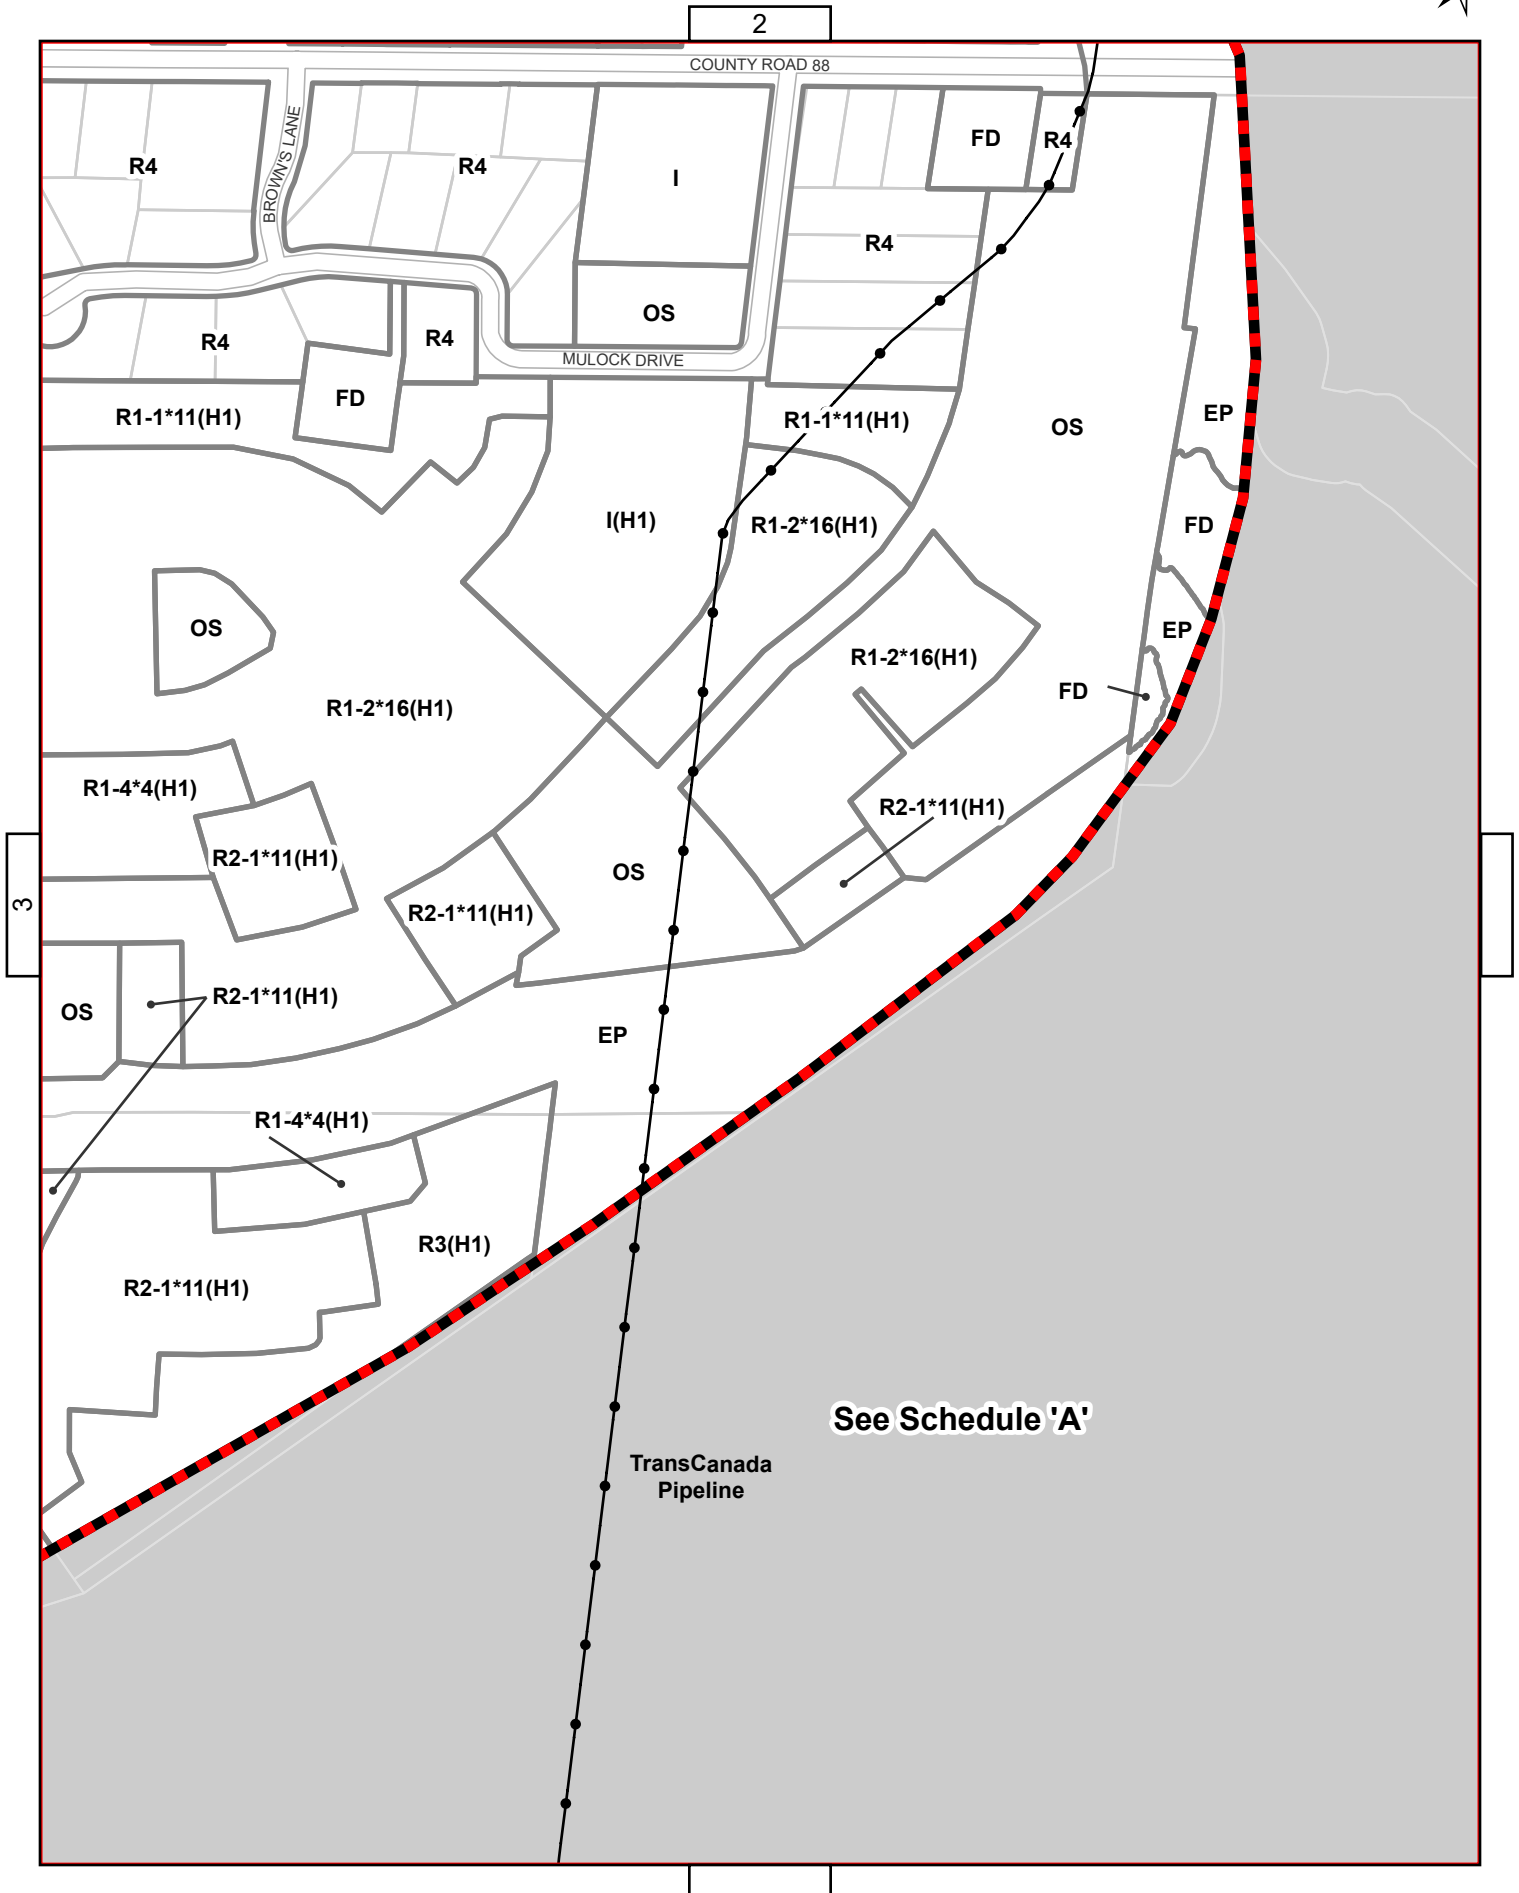 2
COUNTY ROAD 88
BROWN'S LANE
R4
R4
I
FD
R4
R4
OS
R4
R4
MULOCK DRIVE
FD
R1-1*11(H1)
R1-1*11(H1)
OS
EP
I(H1)
R1-2*16(H1)
FD
OS
EP
R1-2*16(H1)
FD
R1-2*16(H1)
R1-4*4(H1)
R2-1*11(H1)
R2-1*11(H1)
OS
3
R2-1*11(H1)
R2-1*11(H1)
OS
EP
R1-4*4(H1)
R3(H1)
R2-1*11(H1)
See Schedule 'A'
TransCanada
Pipeline